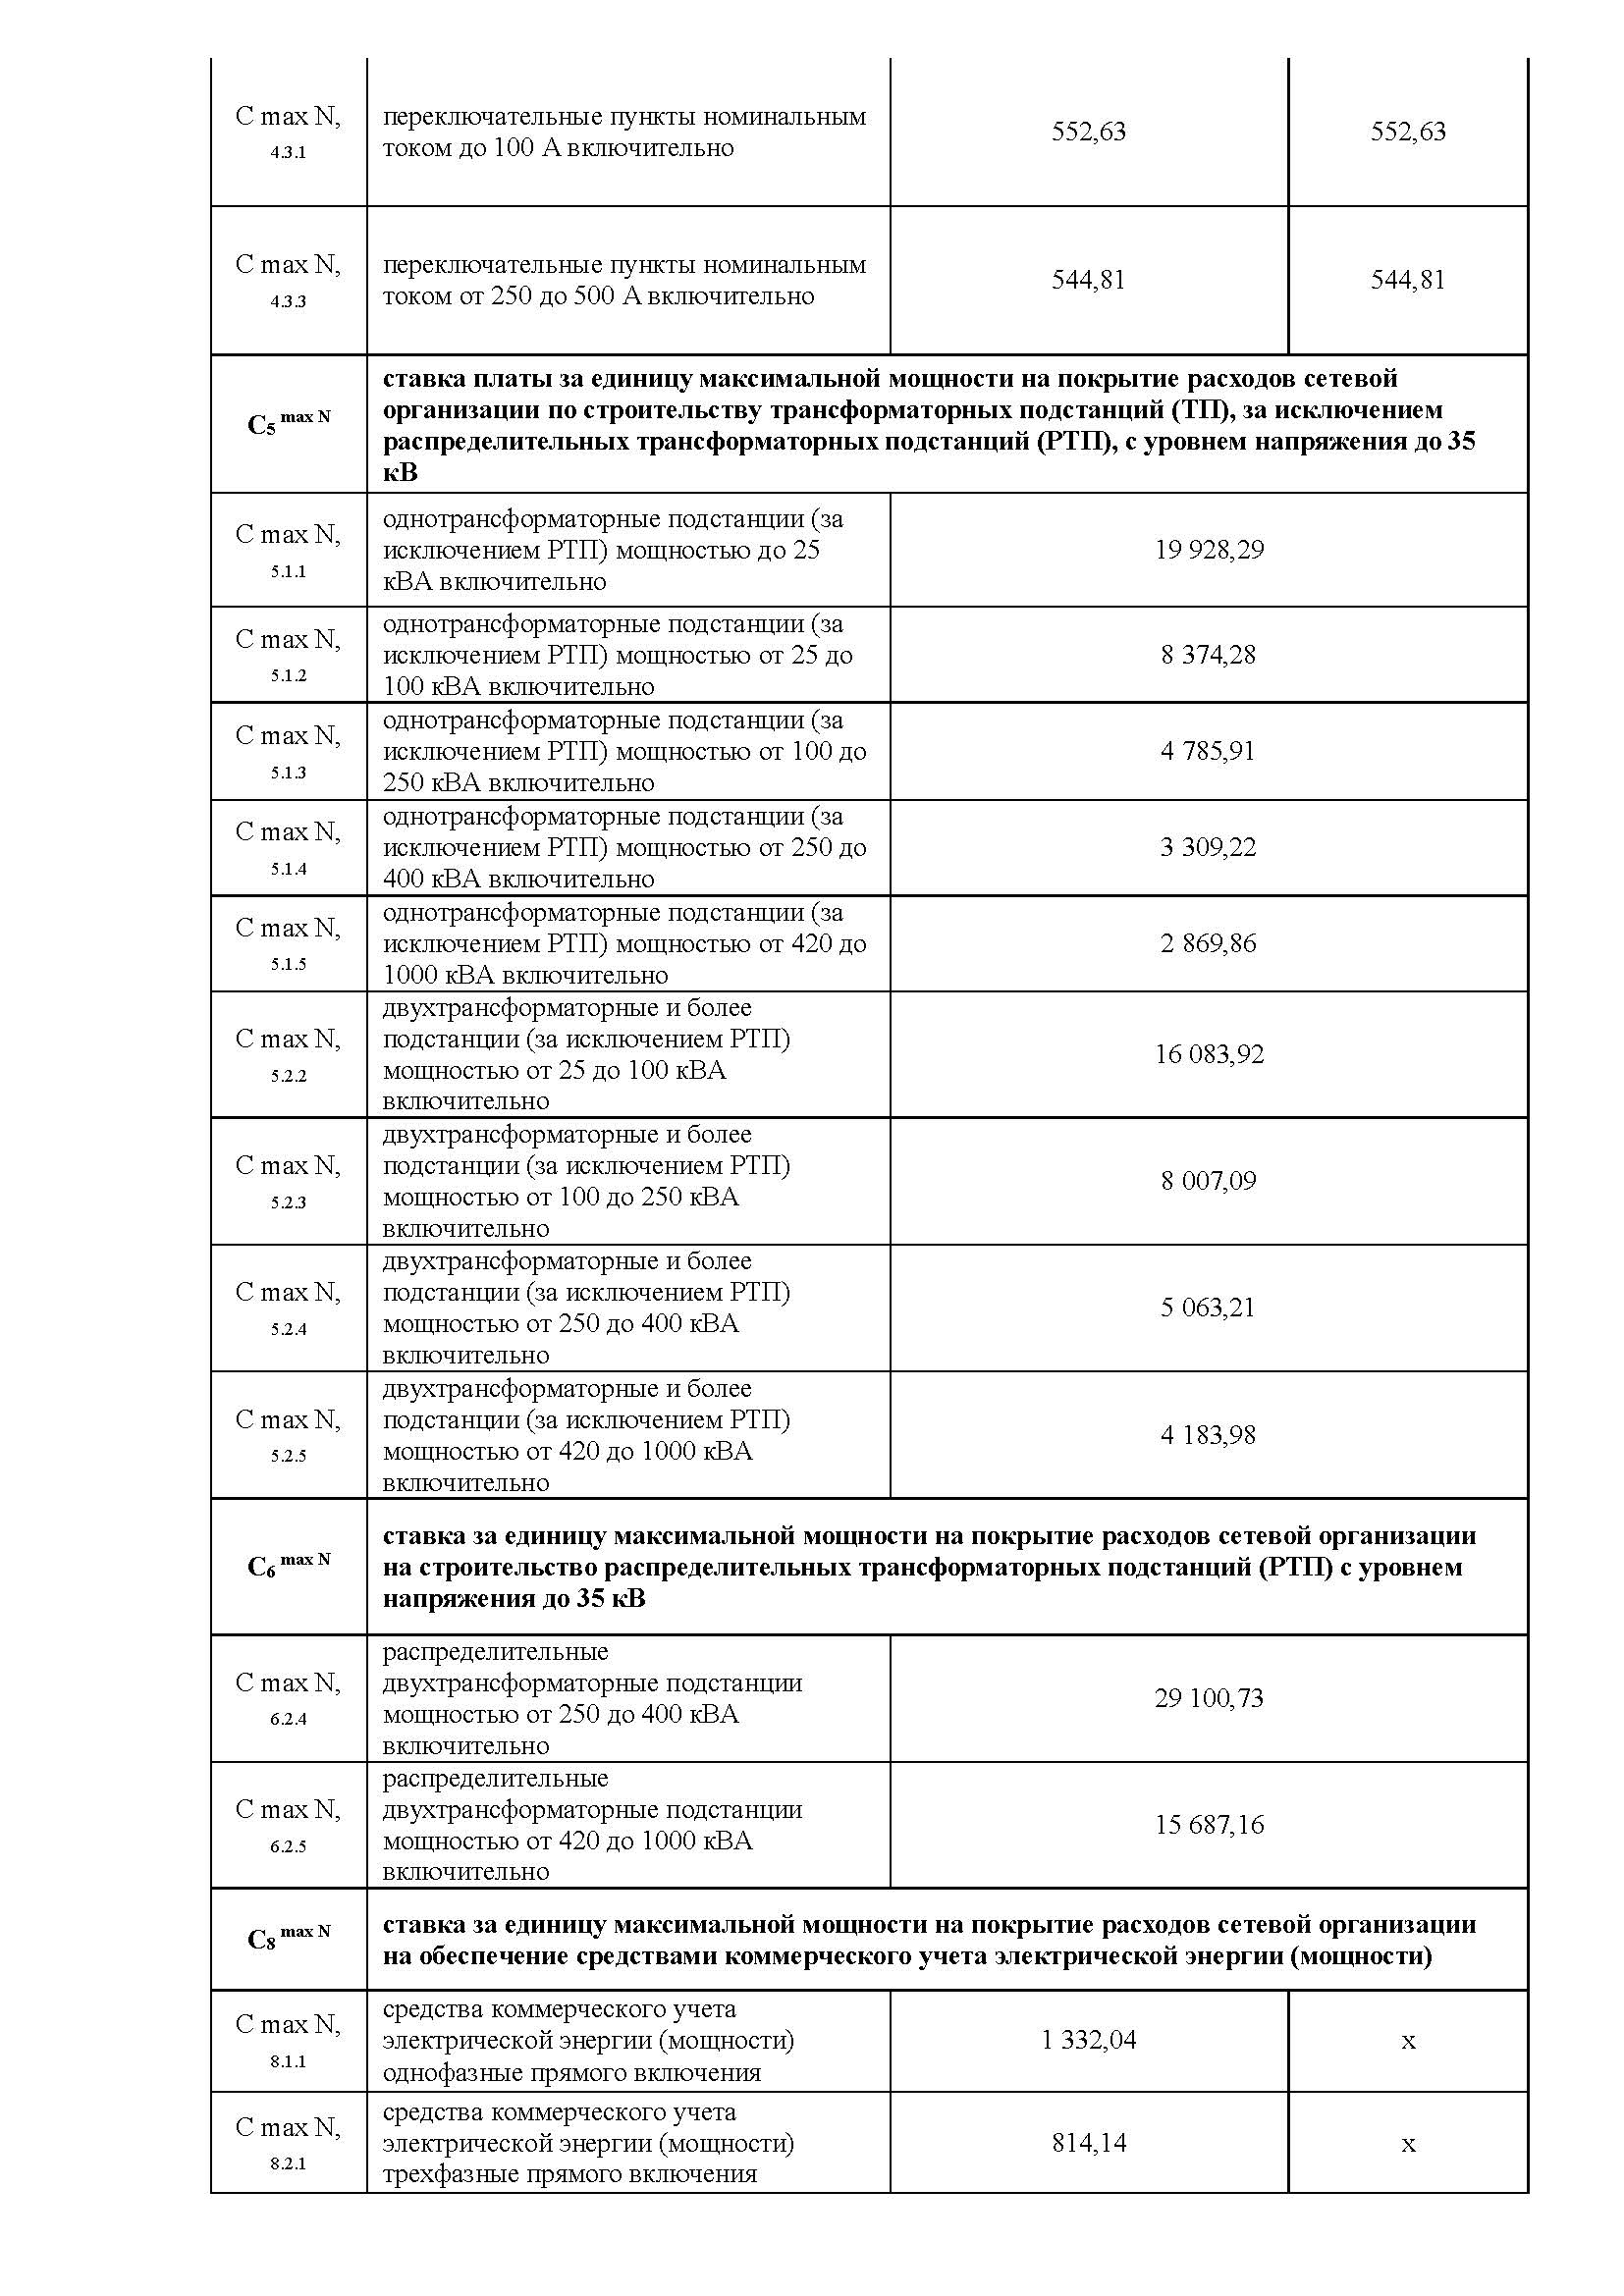 C max N,
4.3.1
переключательные пункты номинальным
током до 100 А включительно
552,63
552,63
C max N,
4.3.3
переключательные пункты номинальным
током от 250 до 500 А включительно
544,81
544,81
C5 max N
ставка платы за единицу максимальной мощности на покрытие расходов сетевой
организации по строительству трансформаторных подстанций (ТП), за исключением
распределительных трансформаторных подстанций (РТП), с уровнем напряжения до 35
кВ
C max N,
5.1.1
однотрансформаторные подстанции (за
исключением РТП) мощностью до 25
кВА включительно
19 928,29
C max N,
5.1.2
однотрансформаторные подстанции (за
исключением РТП) мощностью от 25 до
100 кВА включительно
8 374,28
C max N,
5.1.3
однотрансформаторные подстанции (за
исключением РТП) мощностью от 100 до
250 кВА включительно
4 785,91
C max N,
5.1.4
однотрансформаторные подстанции (за
исключением РТП) мощностью от 250 до
400 кВА включительно
3 309,22
C max N,
5.1.5
однотрансформаторные подстанции (за
исключением РТП) мощностью от 420 до
1000 кВА включительно
2 869,86
C max N,
5.2.2
двухтрансформаторные и более
подстанции (за исключением РТП)
мощностью от 25 до 100 кВА
включительно
16 083,92
C max N,
5.2.3
двухтрансформаторные и более
подстанции (за исключением РТП)
мощностью от 100 до 250 кВА
включительно
8 007,09
C max N,
5.2.4
двухтрансформаторные и более
подстанции (за исключением РТП)
мощностью от 250 до 400 кВА
включительно
5 063,21
C max N,
5.2.5
двухтрансформаторные и более
подстанции (за исключением РТП)
мощностью от 420 до 1000 кВА
включительно
4 183,98
C6 max N
ставка за единицу максимальной мощности на покрытие расходов сетевой организации
на строительство распределительных трансформаторных подстанций (РТП) с уровнем
напряжения до 35 кВ
C max N,
6.2.4
распределительные
двухтрансформаторные подстанции
мощностью от 250 до 400 кВА
включительно
29 100,73
C max N,
6.2.5
распределительные
двухтрансформаторные подстанции
мощностью от 420 до 1000 кВА
включительно
15 687,16
C8 max N
ставка за единицу максимальной мощности на покрытие расходов сетевой организации
на обеспечение средствами коммерческого учета электрической энергии (мощности)
C max N,
8.1.1
средства коммерческого учета
электрической энергии (мощности)
однофазные прямого включения
1 332,04
х
C max N,
8.2.1
средства коммерческого учета
электрической энергии (мощности)
трехфазные прямого включения
814,14
х